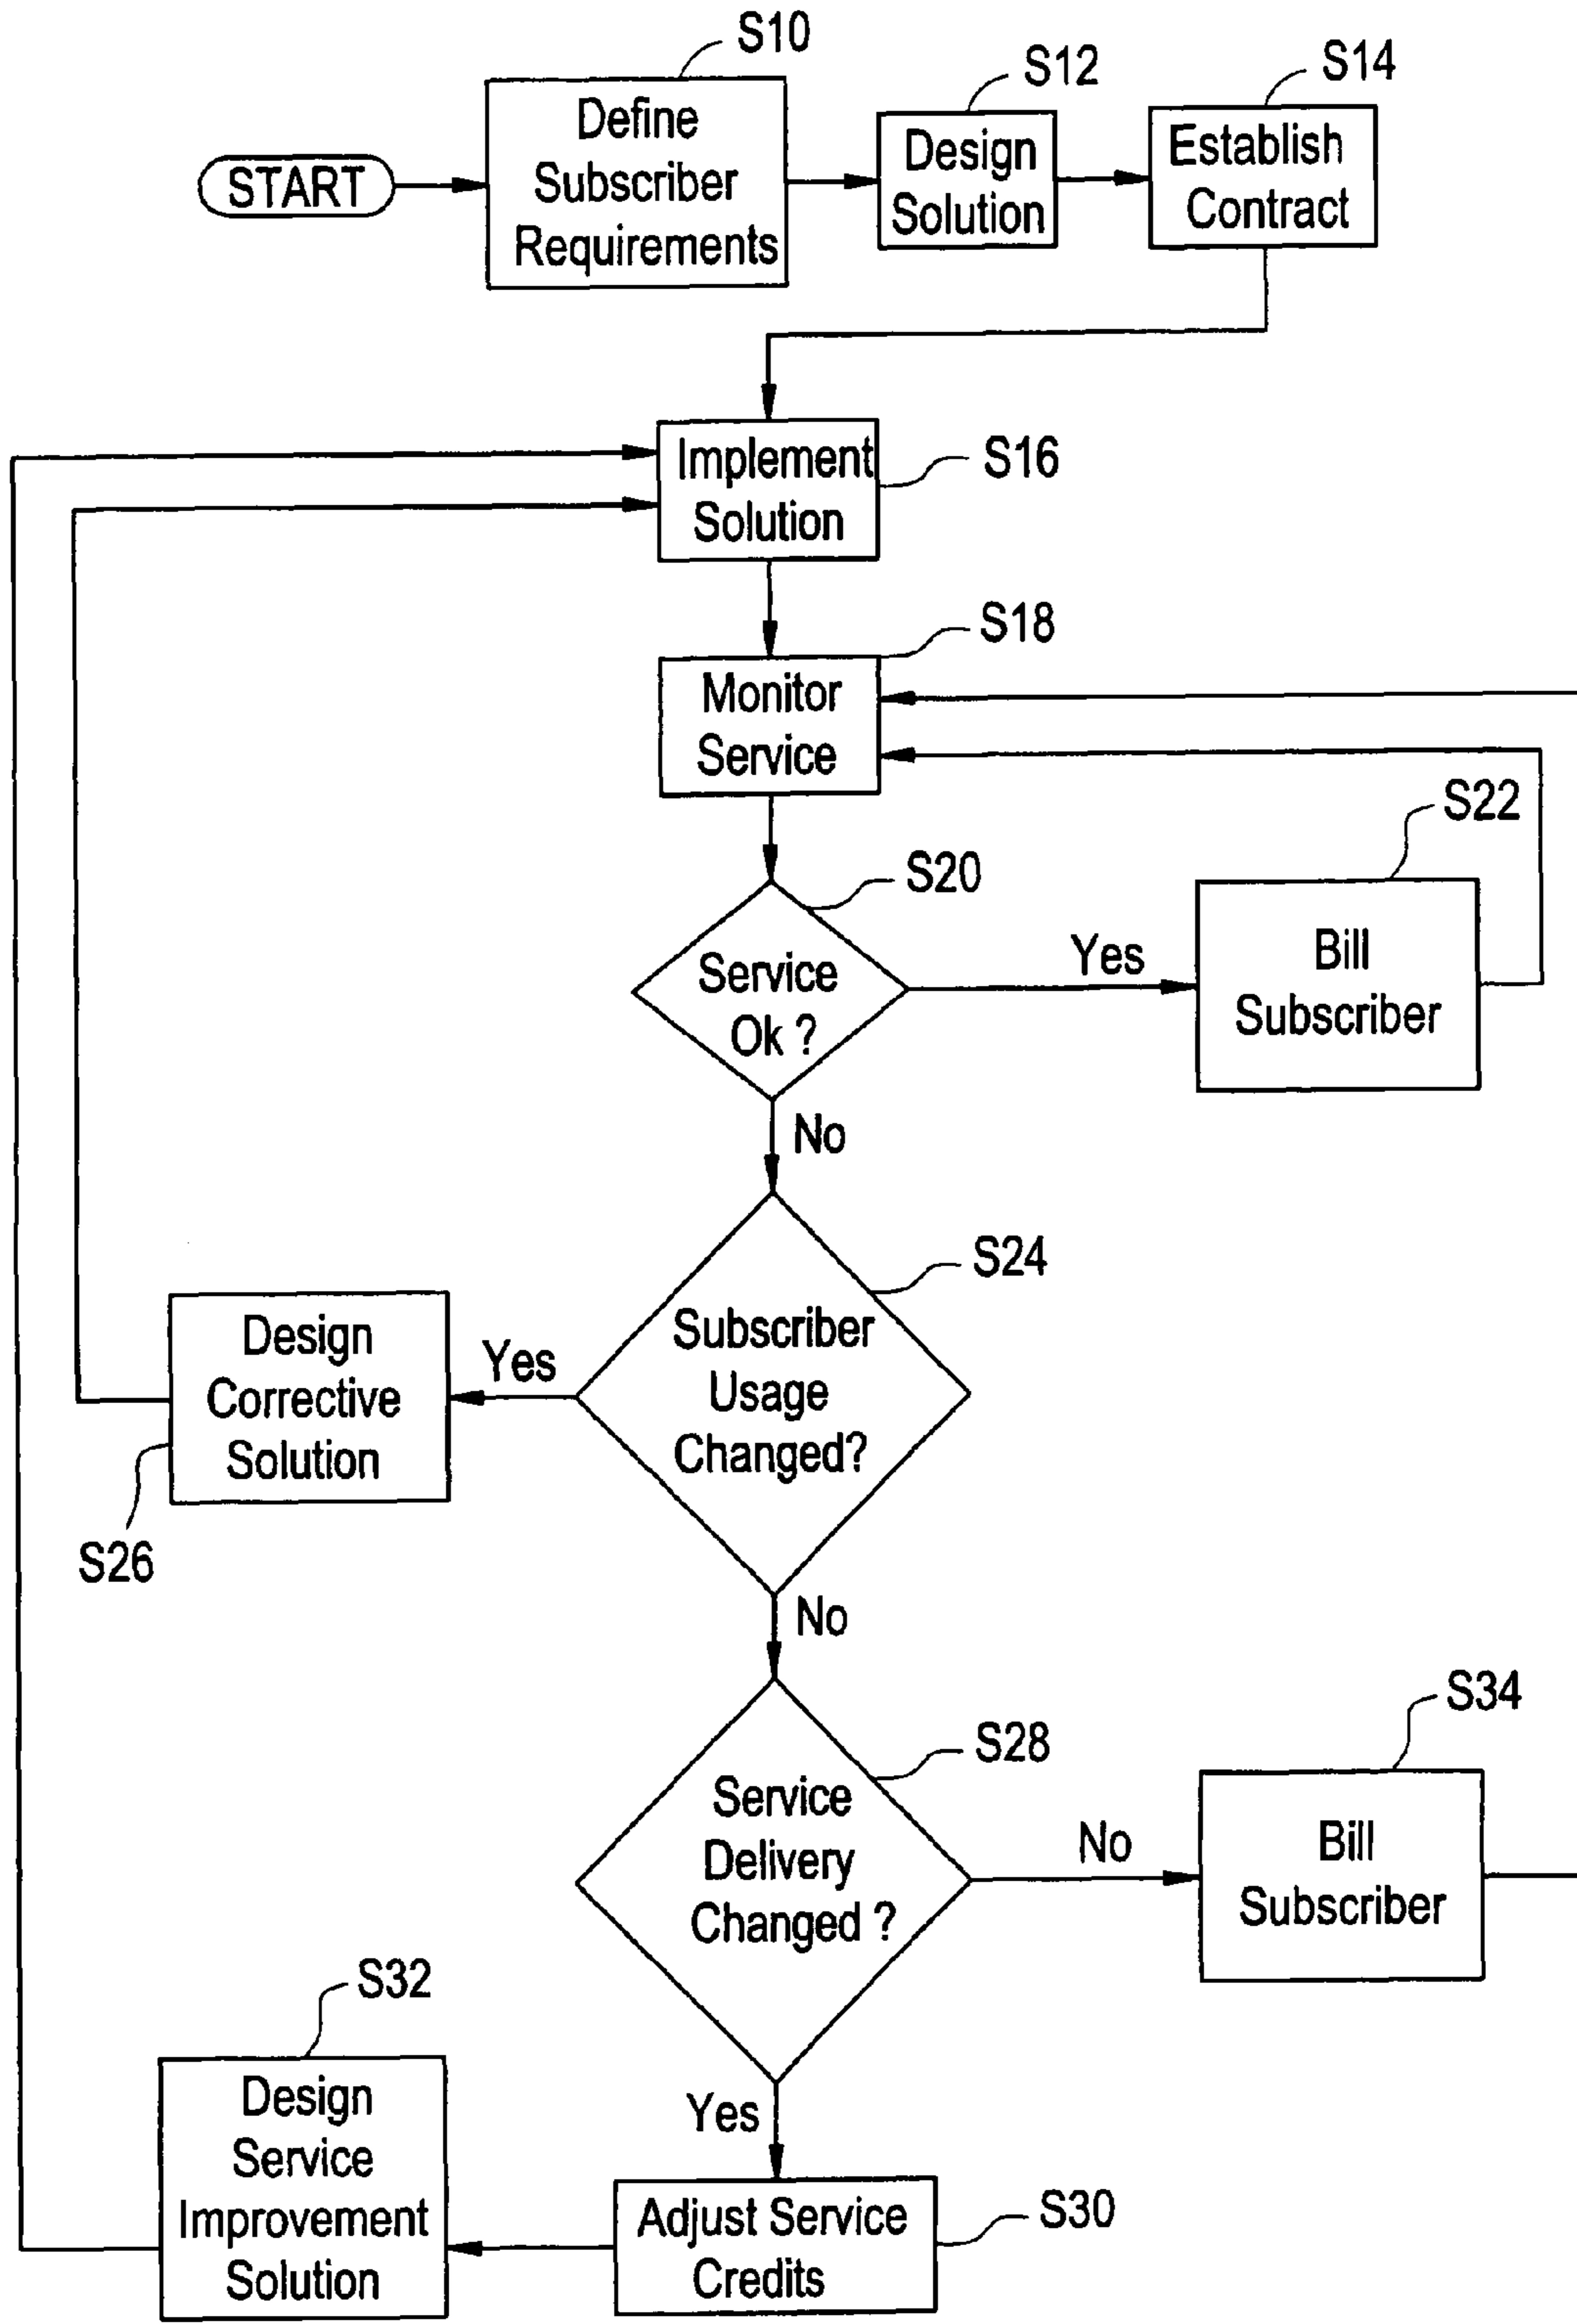 S10
S12
S14
START
Define
Subscriber
Requirements
Design
Solution
Establish
Contract
Implement
Solution
S16
S18
Monitor
Service
S20
S22
Service
Ok ?
Yes
Bill
Subscriber
No
S24
Subscriber
Usage
Changed?
Yes
Design
Corrective
Solution
S26
No
S28
S34
Service
Delivery
Changed ?
No
Bill
Subscriber
S32
Yes
Design
Service
Improvement
Solution
Adjust Service
Credits
S30